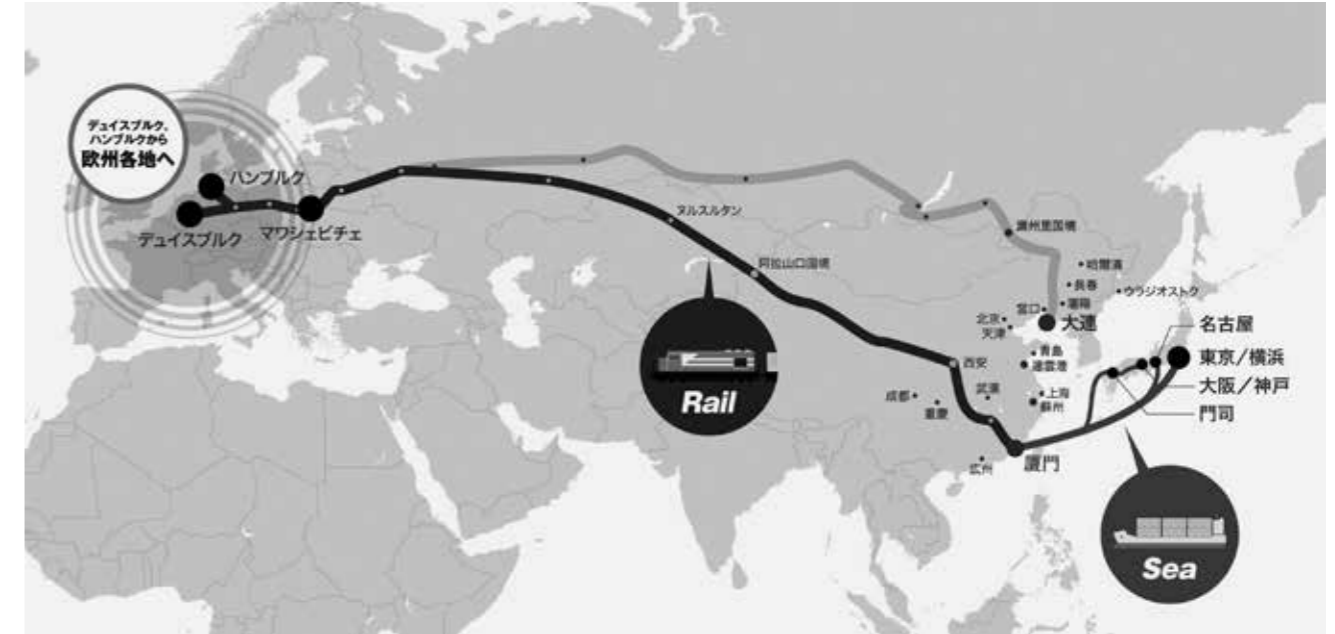 デュイスブルク、
ハンブルクから
欧州各地へ
ハンブルク
デュイスブルク
マワシェビチェ
ヌルスルタン
阿拉山口国境
満州里国境
哈爾濱
長春
瀋陽
ウラジオストク
営口
大連
北京
天津
青島
連雲港
西安
武漢
上海
蘇州
成都
重慶
広州
厦門
名古屋
東京/横浜
大阪/神戸
門司
Rail
Sea